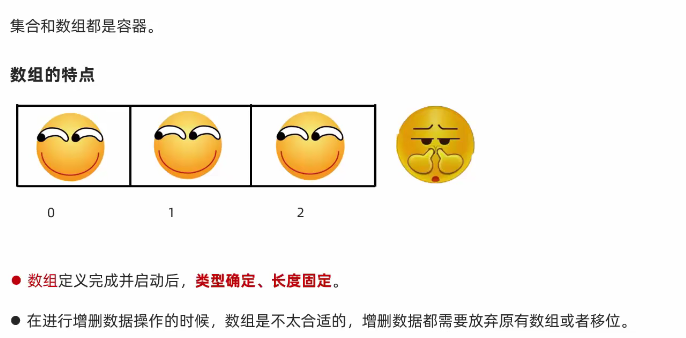 集合和数组都是容器。
数组的特点
0 1 2
● 数组定义完成并启动后，类型确定、长度固定。
● 在进行增删数据操作的时候，数组是不太合适的，增删数据都需要放弃原有数组或者移位。